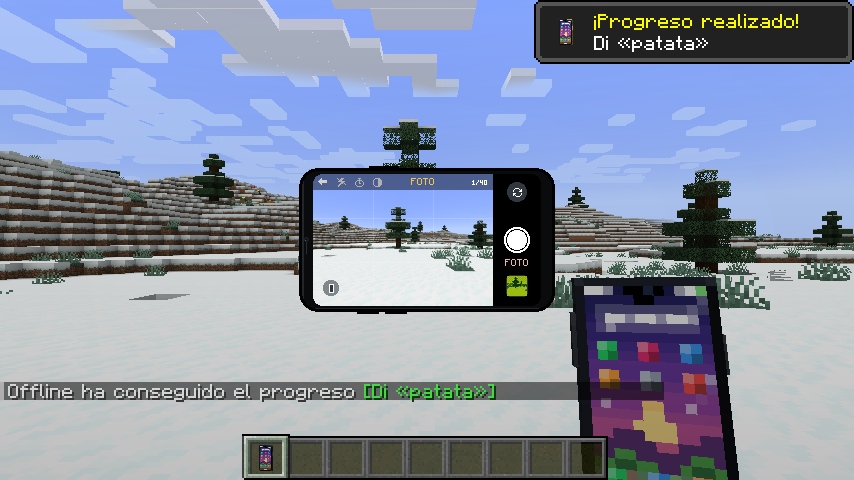 ¡Progreso realizado!
Di «patata»
FOTO
1/40
FOTO
Offline ha conseguido el progreso [Di «patata»]